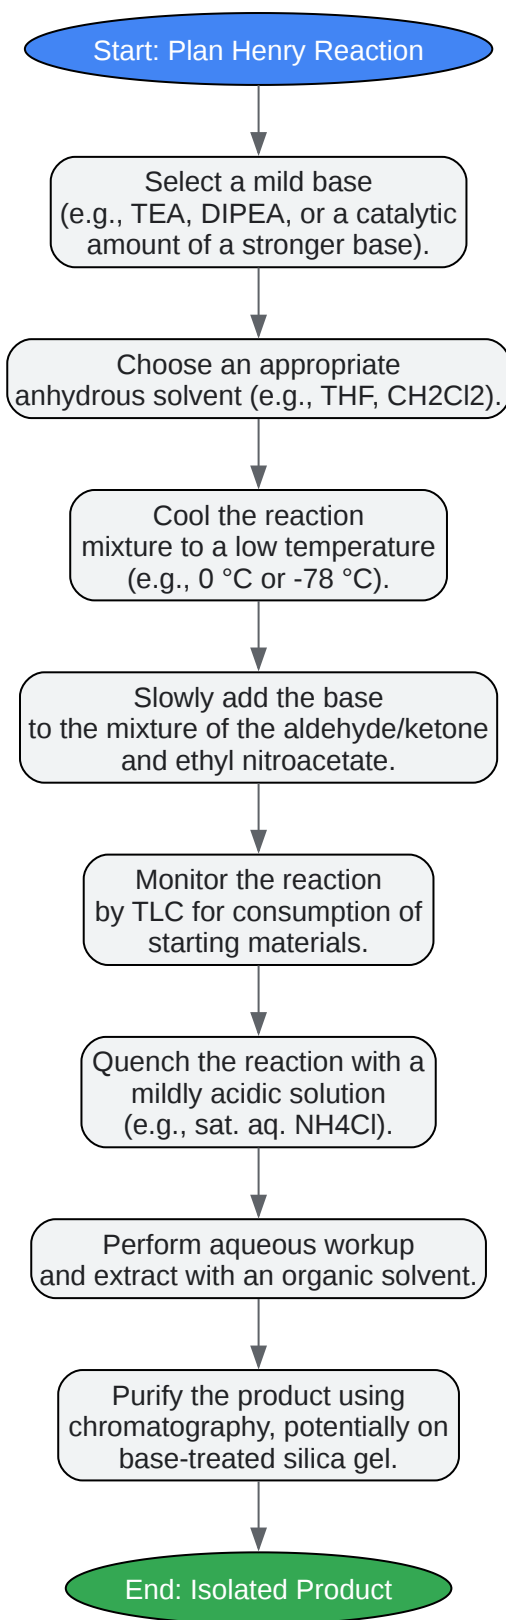 Start: Plan Henry Reaction
Select a mild base
(e.g., TEA, DIPEA, or a catalytic
amount of a stronger base).
Choose an appropriate
anhydrous solvent (e.g., THF, CH2Cl2).
Cool the reaction
mixture to a low temperature
(e.g., 0 °C or -78 °C).
Slowly add the base
to the mixture of the aldehyde/ketone
and ethyl nitroacetate.
Monitor the reaction
by TLC for consumption of
starting materials.
Quench the reaction with a
mildly acidic solution
(e.g., sat. aq. NH4Cl).
Perform aqueous workup
and extract with an organic solvent.
Purify the product using
chromatography, potentially on
base-treated silica gel.
End: Isolated Product